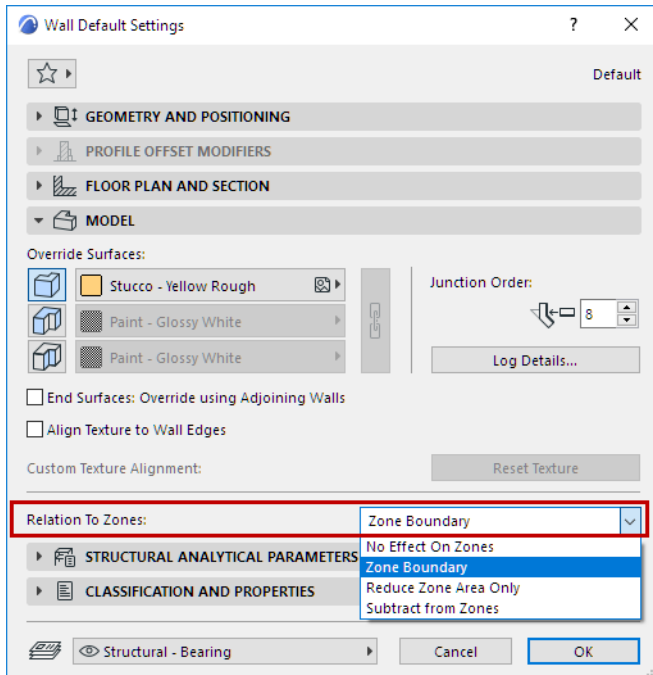 Wall Default Settings
?
Default
GEOMETRY AND POSITIONING
PROFILE OFFSET MODIFIERS
FLOOR PLAN AND SECTION
MODEL
Override Surfaces:
Stucco - Yellow Rough
Paint - Glossy White
Paint - Glossy White
Junction Order:
8
Log Details...
End Surfaces: Override using Adjoining Walls
Align Texture to Wall Edges
Custom Texture Alignment:
Reset Texture
Relation To Zones:
Zone Boundary
No Effect On Zones
Zone Boundary
Reduce Zone Area Only
Subtract from Zones
STRUCTURAL ANALYTICAL PARAMETERS
CLASSIFICATION AND PROPERTIES
Structural - Bearing
Cancel
OK